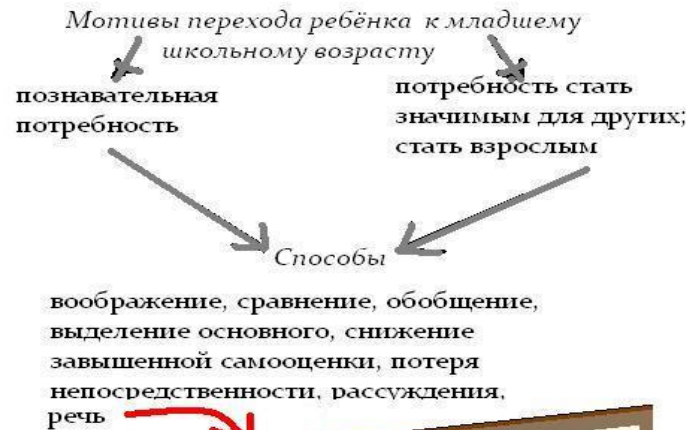 Мотивы перехода ребёнка к младшему
школьному возрасту
познавательная
потребность
потребность стать
значимым для других;
стать взрослым
Способы
воображение, сравнение, обобщение,
выделение основного, снижение
завышенной самооценки, потеря
непосредственности, рассуждения,
речь